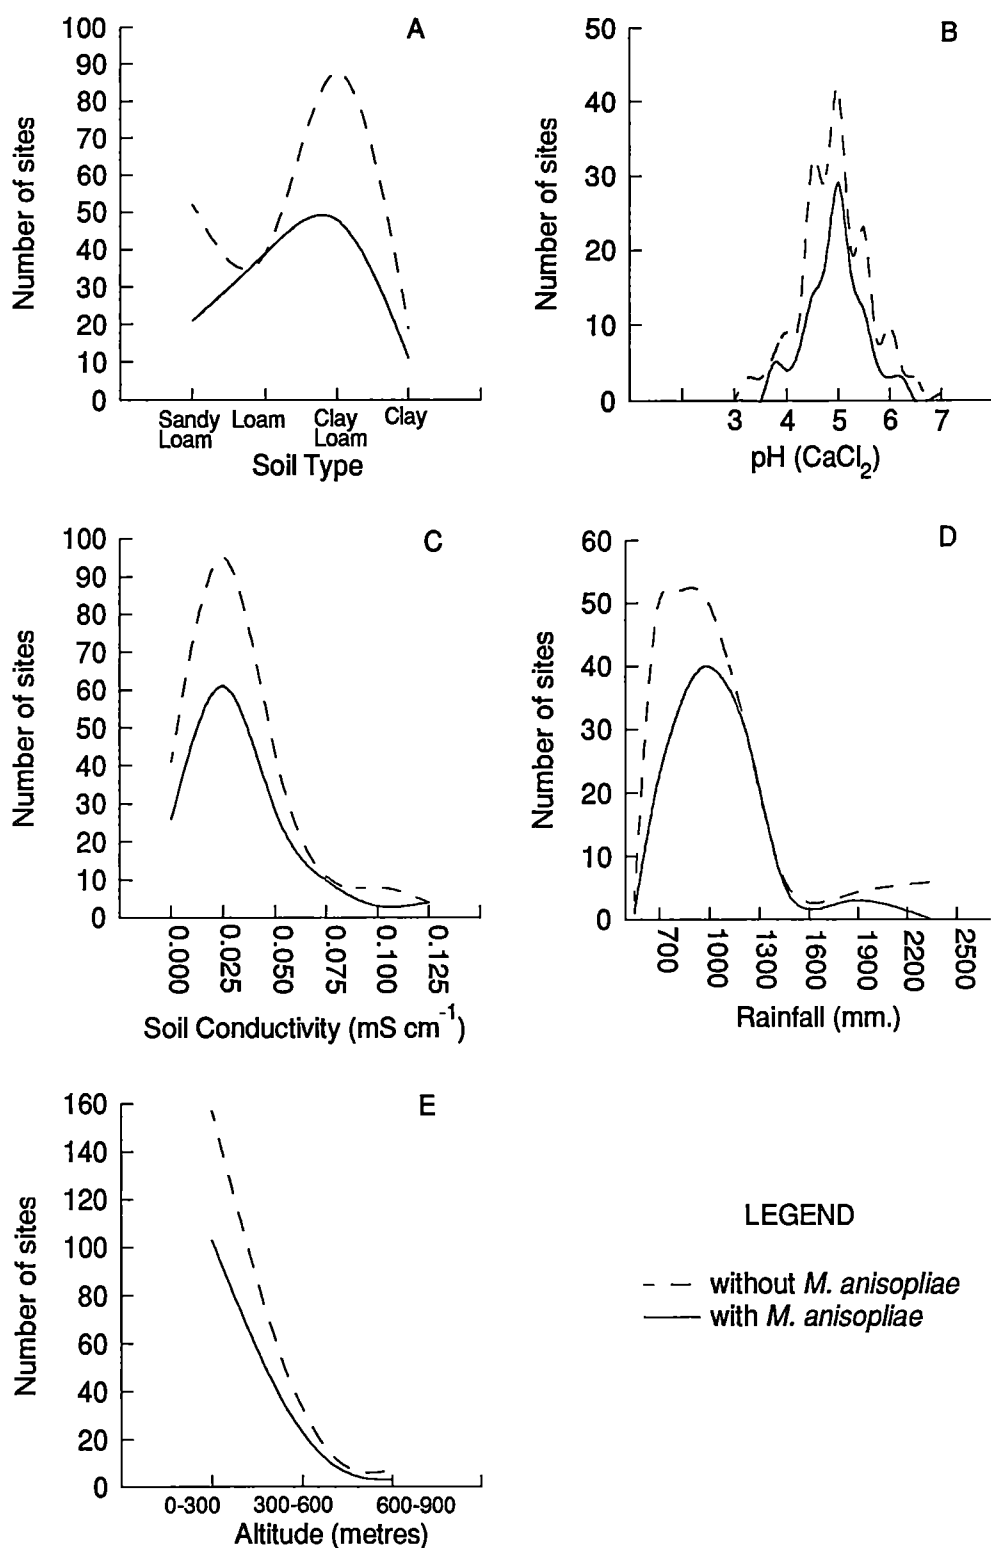 A
100
90
80
70
60
50
40
30
20
10
0
Number of sites
Sandy Loam Clay Clay
Loam Loam
Soil Type
B
50
40
30
20
10
0
Number of sites
3 4 5 6 7
pH (CaCl2)
C
100
90
80
70
60
50
40
30
20
10
0
Number of sites
0.000 0.025 0.050 0.075 0.100 0.125
Soil Conductivity (mS cm-1)
D
60
50
40
30
20
10
0
Number of sites
700 1000 1300 1600 1900 2200 2500
Rainfall (mm.)
E
160
140
120
100
80
60
40
20
0
Number of sites
0-300 300-600 600-900
Altitude (metres)
LEGEND
without M. anisopliae
with M. anisopliae